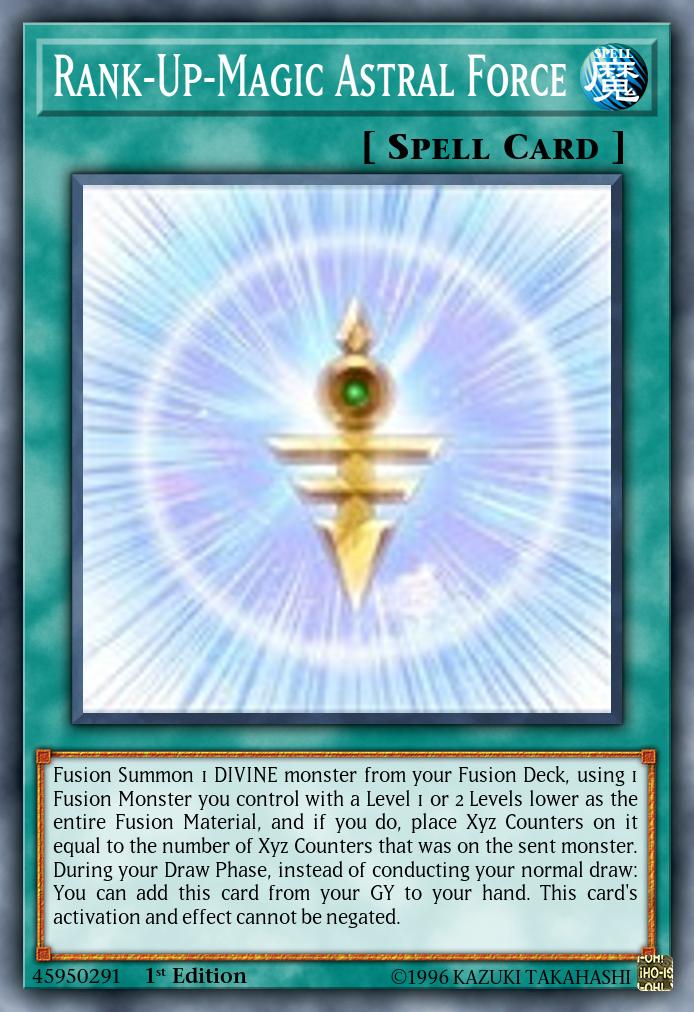 Rank-Up-Magic Astral Force
SPELL
魔
[ Spell Card ]
Fusion Summon 1 DIVINE monster from your Fusion Deck, using 1
Fusion Monster you control with a Level 1 or 2 Levels lower as the
entire Fusion Material, and if you do, place Xyz Counters on it
equal to the number of Xyz Counters that was on the sent monster.
During your Draw Phase, instead of conducting your normal draw:
You can add this card from your GY to your hand. This card's
activation and effect cannot be negated.
45950291 1st Edition ©1996 KAZUKI TAKAHASHI